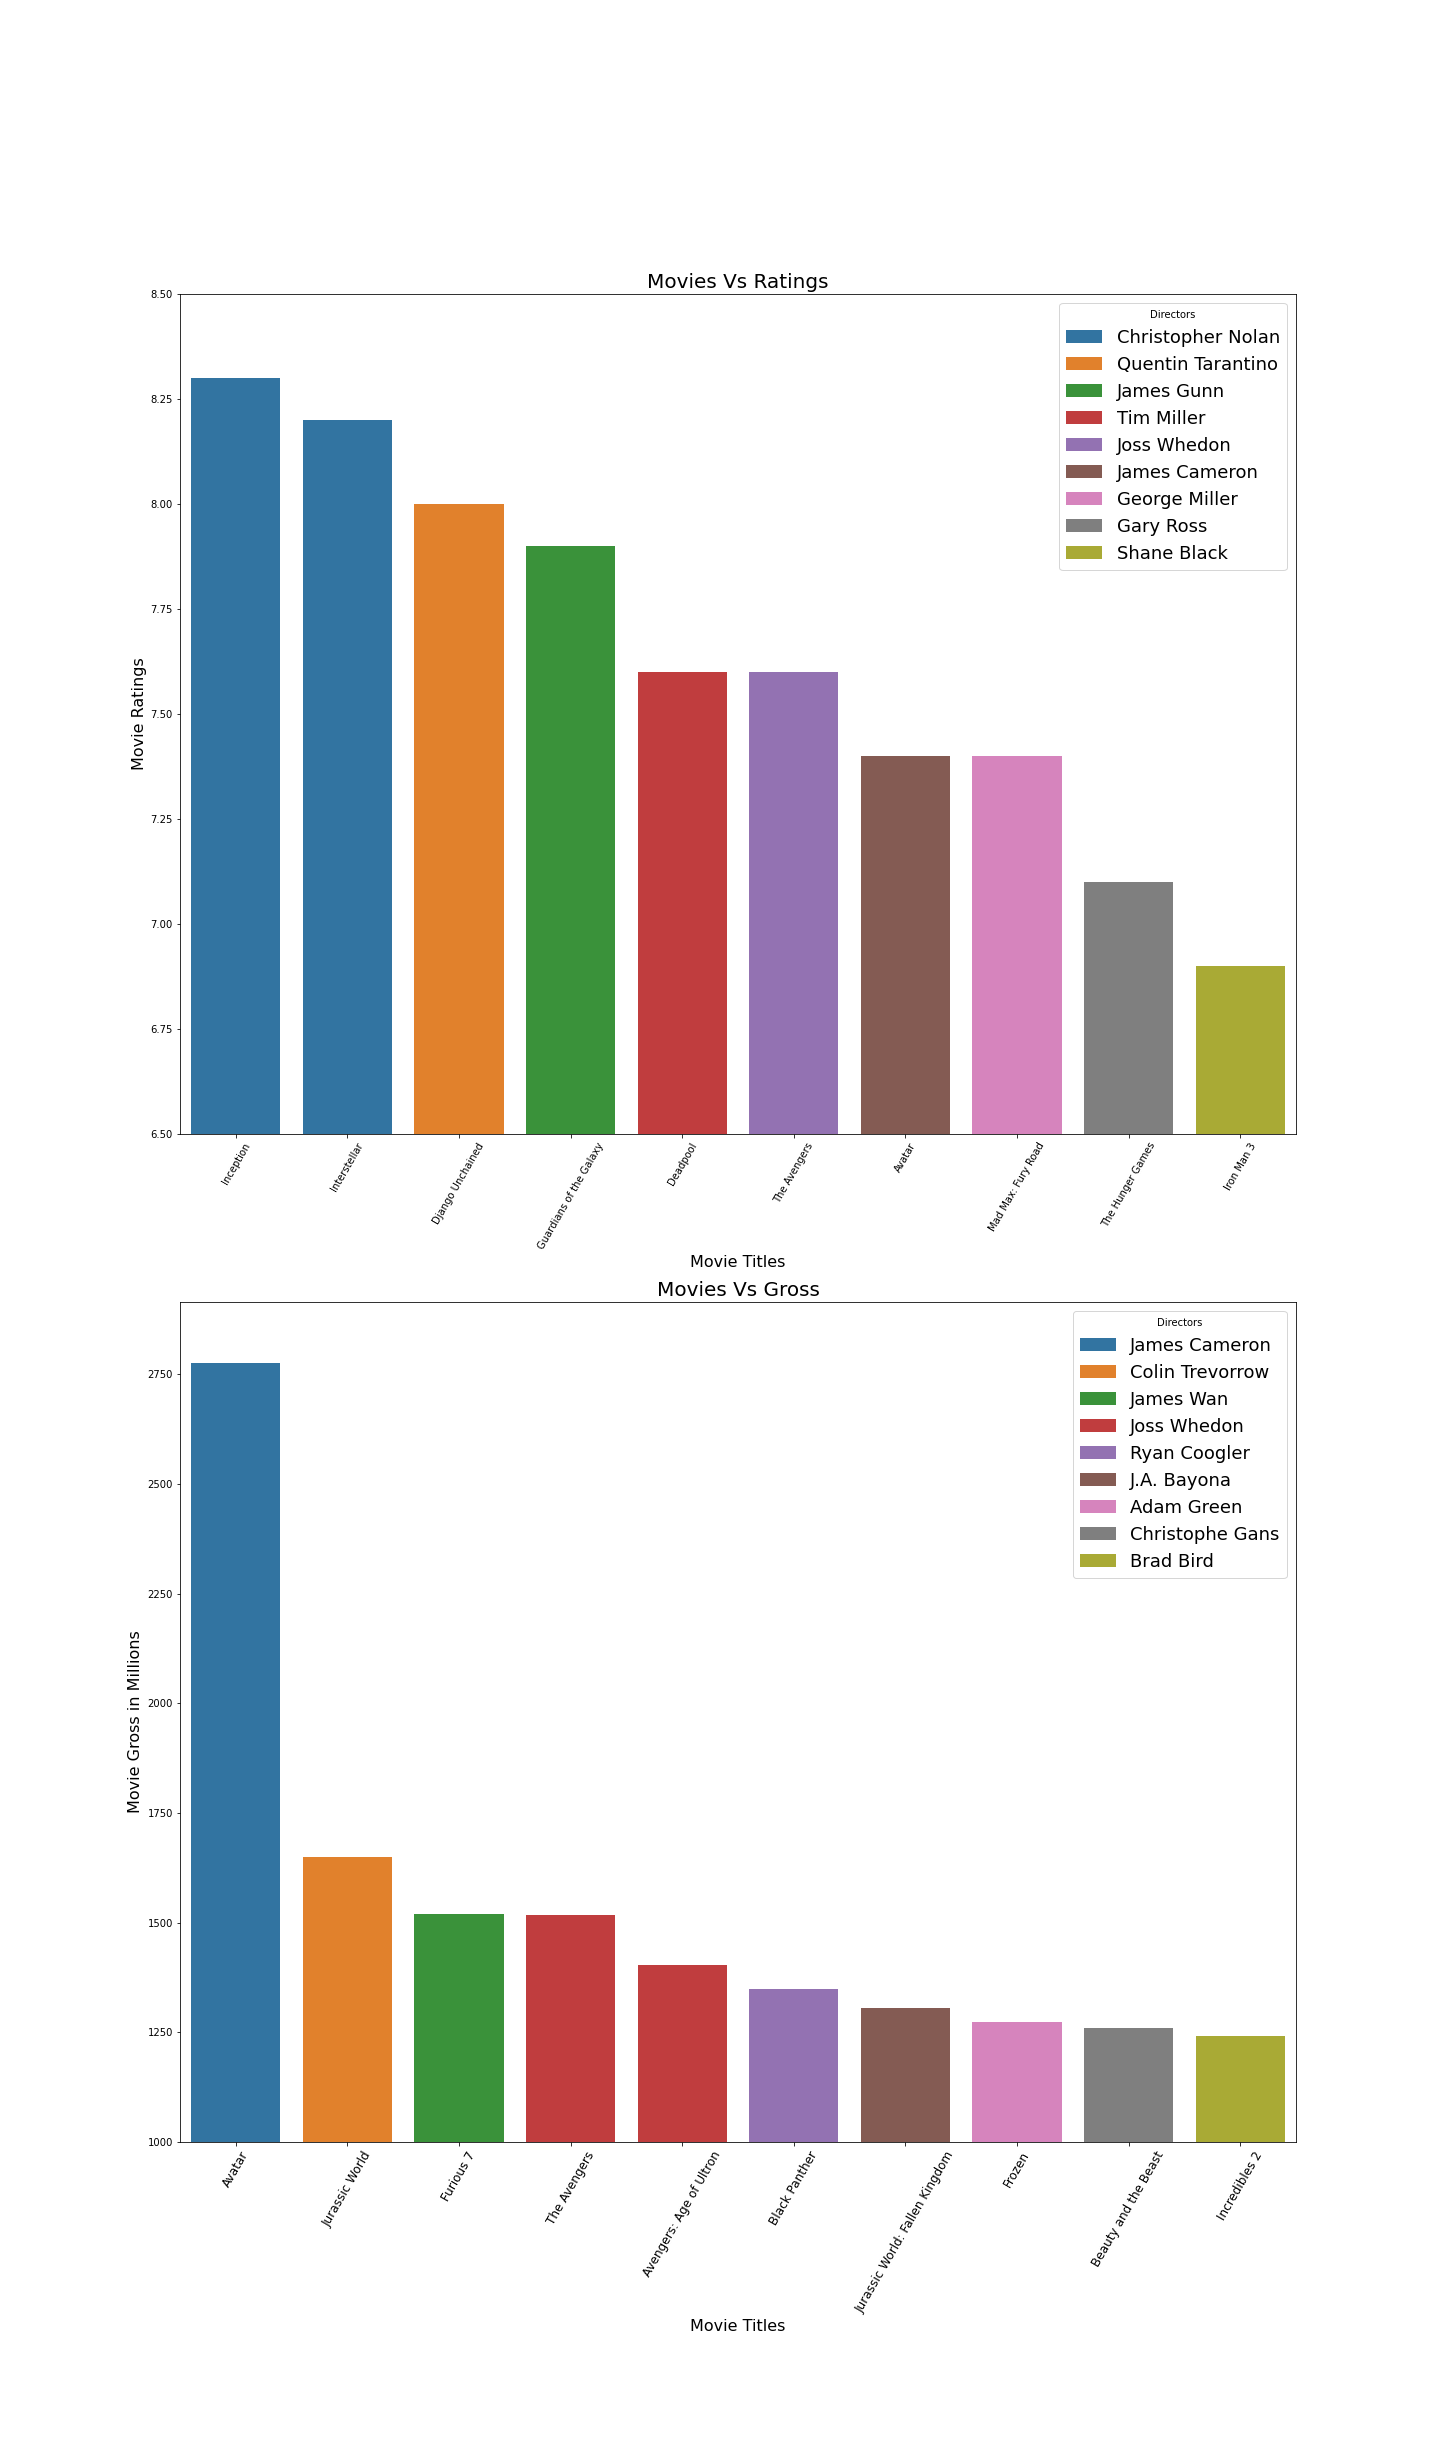 Movies Vs Ratings
8.50
8.25
8.00
7.75
7.50
7.25
7.00
6.75
6.50
Movie Ratings
Directors
Christopher Nolan
Quentin Tarantino
James Gunn
Tim Miller
Joss Whedon
James Cameron
George Miller
Gary Ross
Shane Black
Inception
Interstellar
Django Unchained
Guardians of the Galaxy
Deadpool
The Avengers
Avatar
Mad Max: Fury Road
The Hunger Games
Iron Man 3
Movie Titles
Movies Vs Gross
2750
2500
2250
2000
1750
1500
1250
1000
Movie Gross in Millions
Directors
James Cameron
Colin Trevorrow
James Wan
Joss Whedon
Ryan Coogler
J.A. Bayona
Adam Green
Christophe Gans
Brad Bird
Avatar
Jurassic World
Furious 7
The Avengers
Avengers: Age of Ultron
Black Panther
Jurassic World: Fallen Kingdom
Frozen
Beauty and the Beast
Incredibles 2
Movie Titles